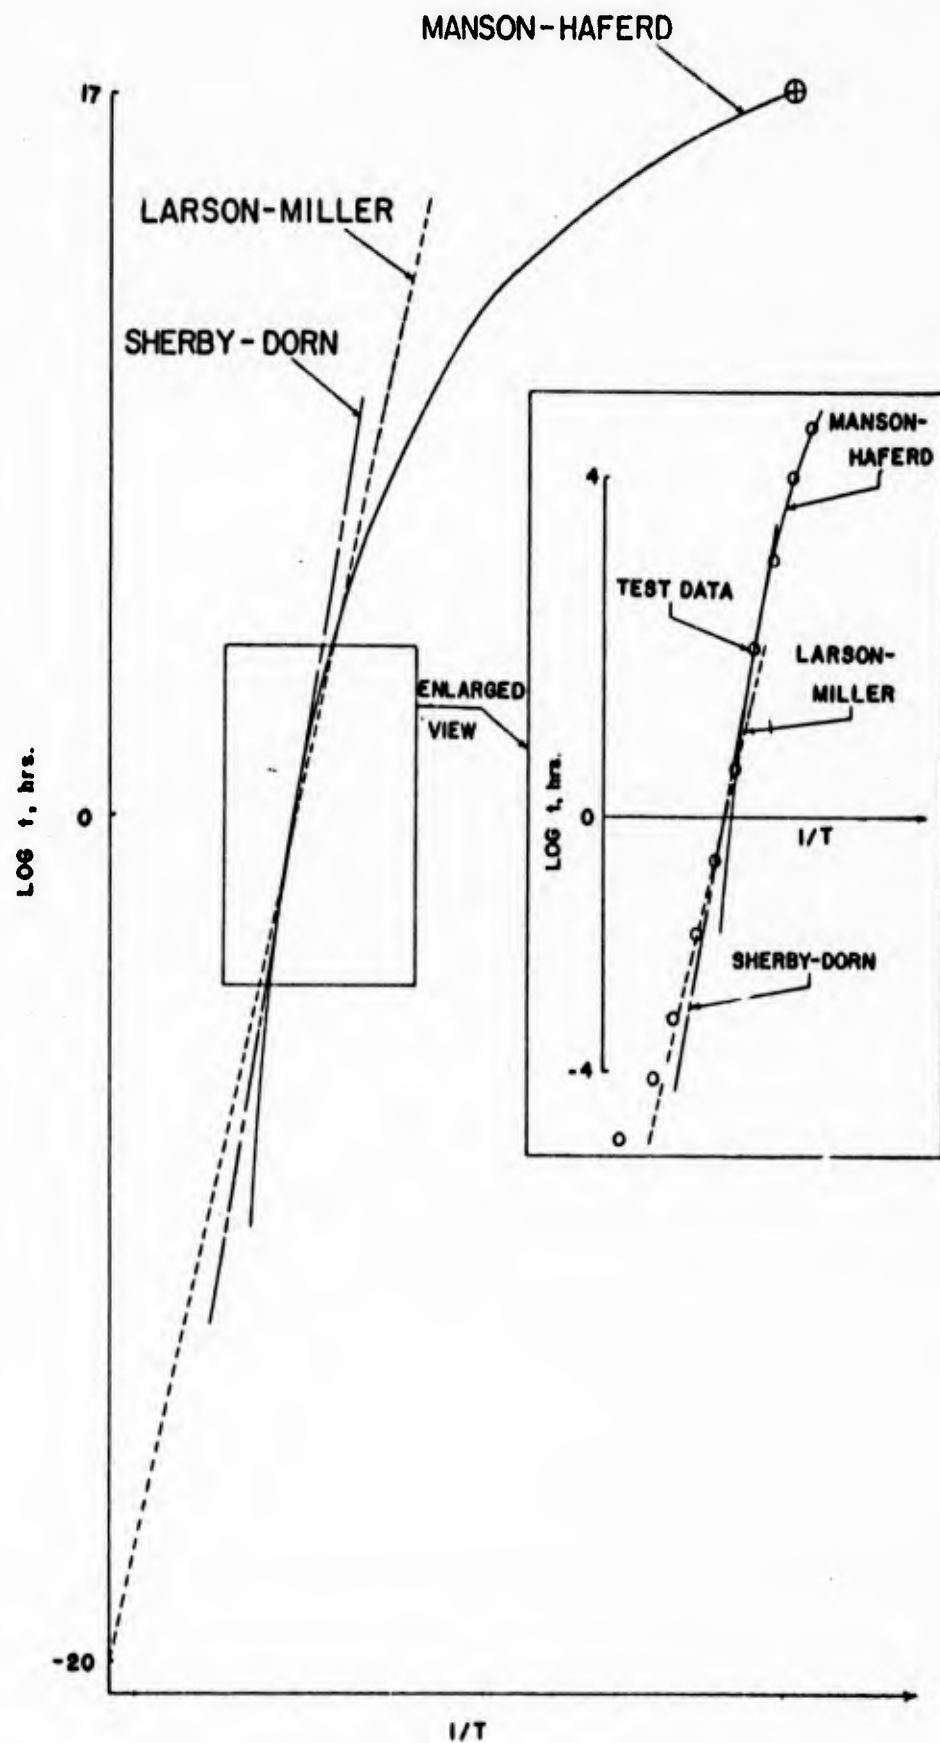 MANSON-HAFERD
17
LARSON-MILLER
SHERBY-DORN
MANSON-
HAFERD
4
TEST DATA
LARSON-
MILLER
ENLARGED
VIEW
LOG t, hrs.
0
LOG t, hrs.
0
1/T
SHERBY-DORN
-4
-20
1/T